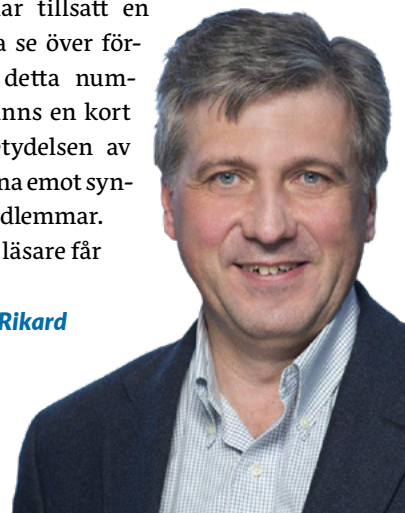 ar tillsatt en
a se över för-
detta num-
nns en kort
tydelsen av
na emot syn-
dlemmar.
läsare får
Rikard